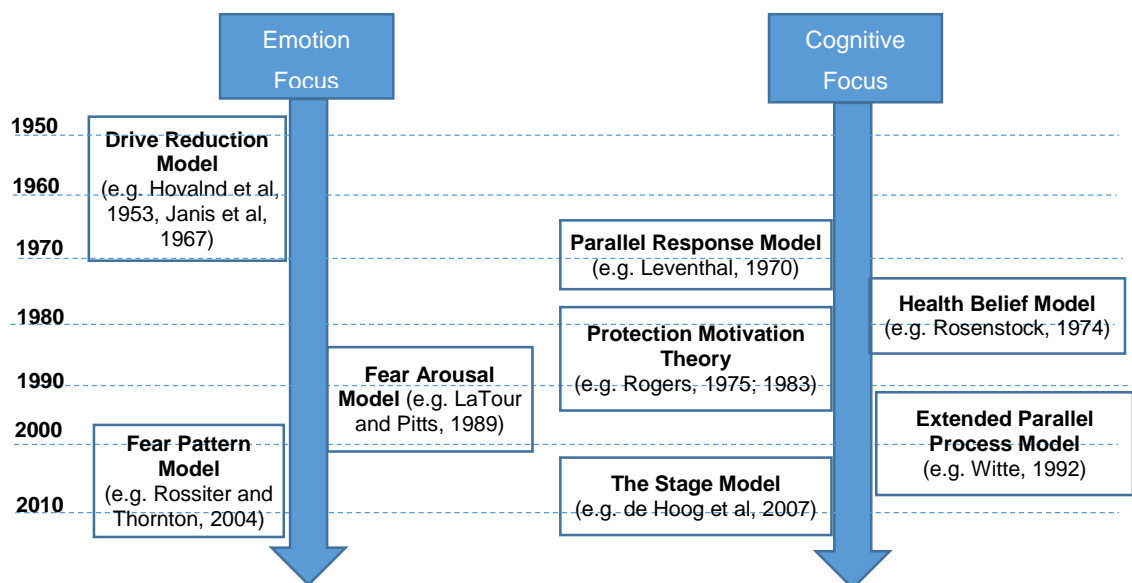 Emotion
Focus
Cognitive
Focus
1950
Drive Reduction
Model
(e.g. Hovalnd et al,
1953, Janis et al,
1967)
1960
1970
Parallel Response Model
(e.g. Leventhal, 1970)
Health Belief Model
(e.g. Rosenstock, 1974)
1980
Protection Motivation
Theory
(e.g. Rogers, 1975; 1983)
1990
Fear Arousal
Model (e.g. LaTour
and Pitts, 1989)
Extended Parallel
Process Model
(e.g. Witte, 1992)
2000
Fear Pattern
Model
(e.g. Rossiter and
Thornton, 2004)
The Stage Model
(e.g. de Hoog et al, 2007)
2010